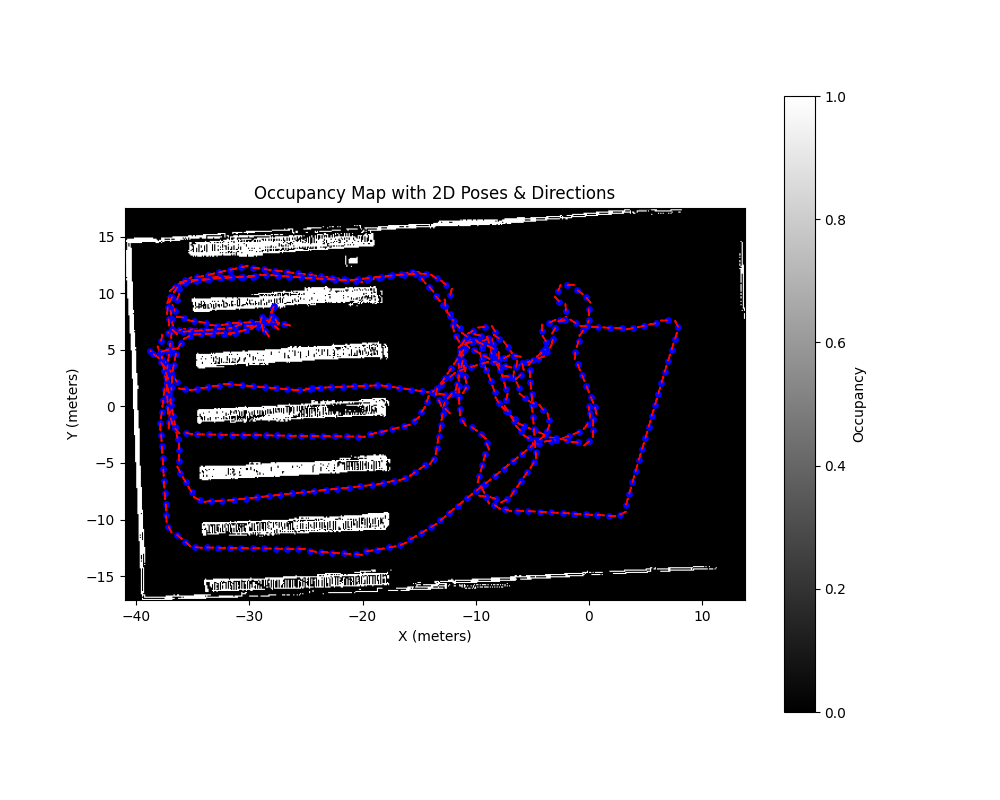 Occupancy Map with 2D Poses & Directions
15
10
5
0
−5
−10
−15
Y (meters)
−40 −30 −20 −10 0 10
X (meters)
1.0
0.8
0.6
0.4
0.2
0.0
Occupancy